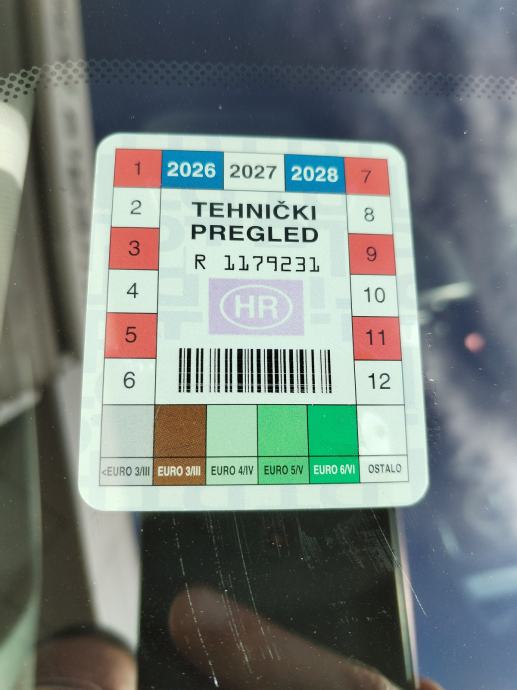 1 2026 2027 2028 7
2 8
TEHNIČKI
PREGLED
3 9
R 1179231
4 HR 10
5 11
6 12
<EURO 3/III EURO 3/III EURO 4/IV EURO 5/V EURO 6/VI OSTALO